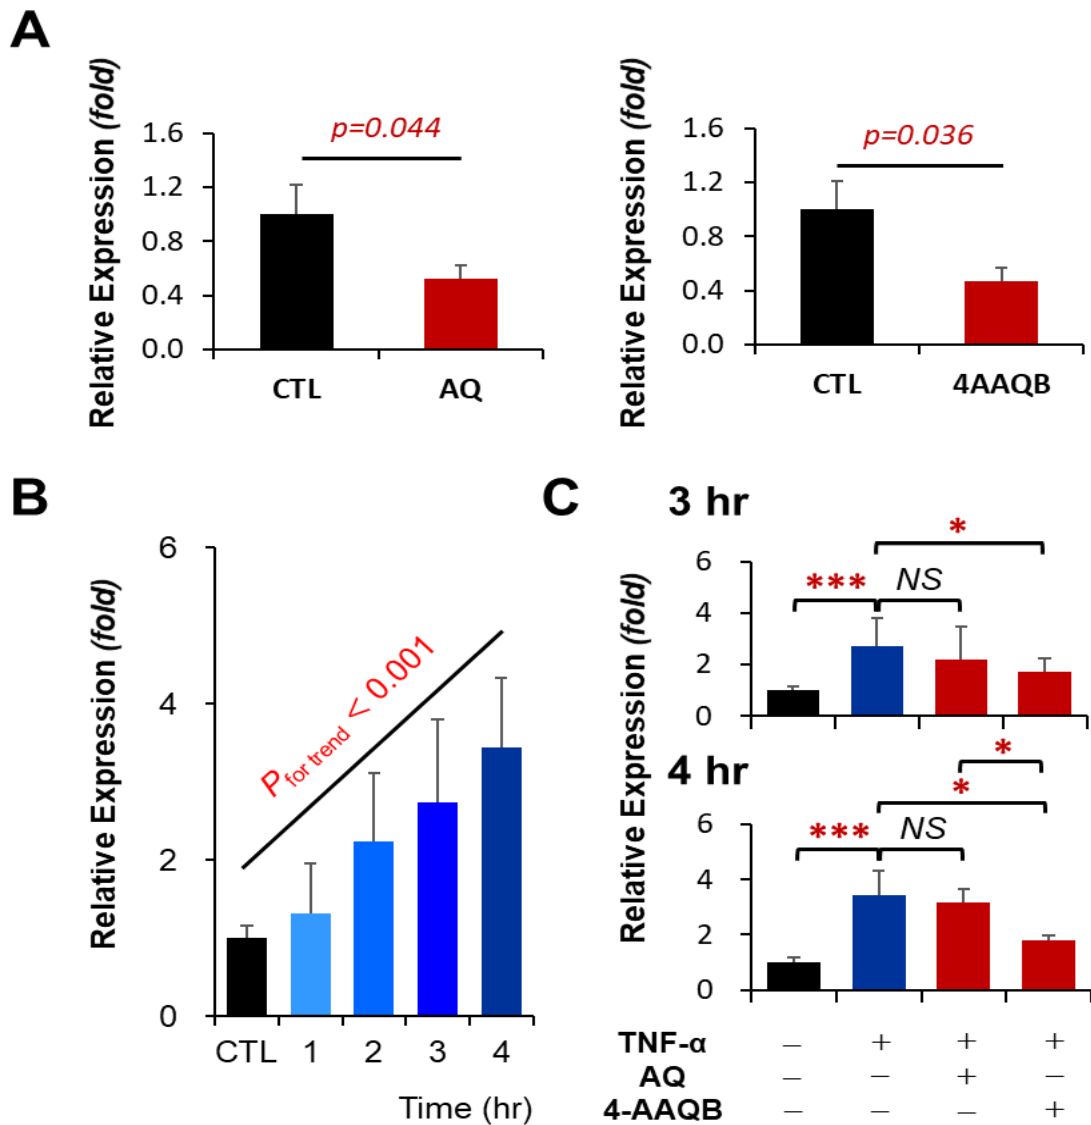 A
Relative Expression (fold)
1.6
1.2
0.8
0.4
0.0
p=0.044
CTL AQ
Relative Expression (fold)
1.6
1.2
0.8
0.4
0.0
p=0.036
CTL 4AAQB
B
Relative Expression (fold)
6
4
2
0
P for trend < 0.001
CTL 1 2 3 4
Time (hr)
C
Relative Expression (fold)
3 hr
6
4
2
0
*** NS *
4 hr
6
4
2
0
*** NS * *
TNF-α – + + +
AQ – – + –
4-AAQB – – – +